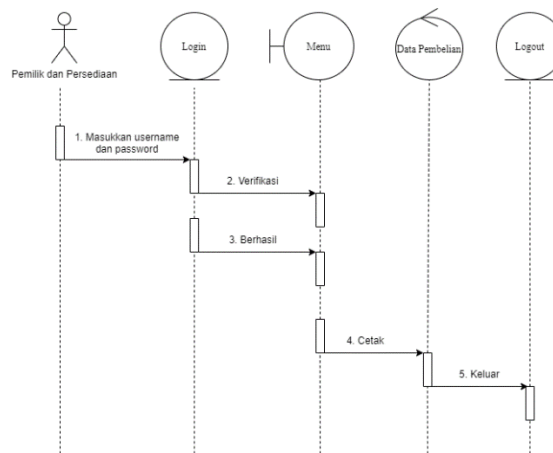 Login
Menu
Data Pembelian
Logout
Pemilik dan Persediaan
1. Masukkan username
dan password
2. Verifikasi
3. Berhasil
4. Cetak
5. Keluar